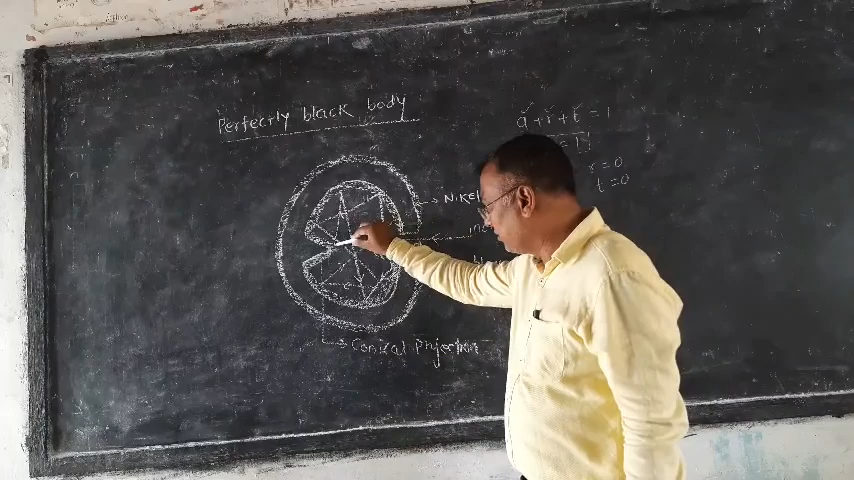 Perfectly black body
a + r + t = 1
r = 0
t = 0
Nikel
Conical Projection